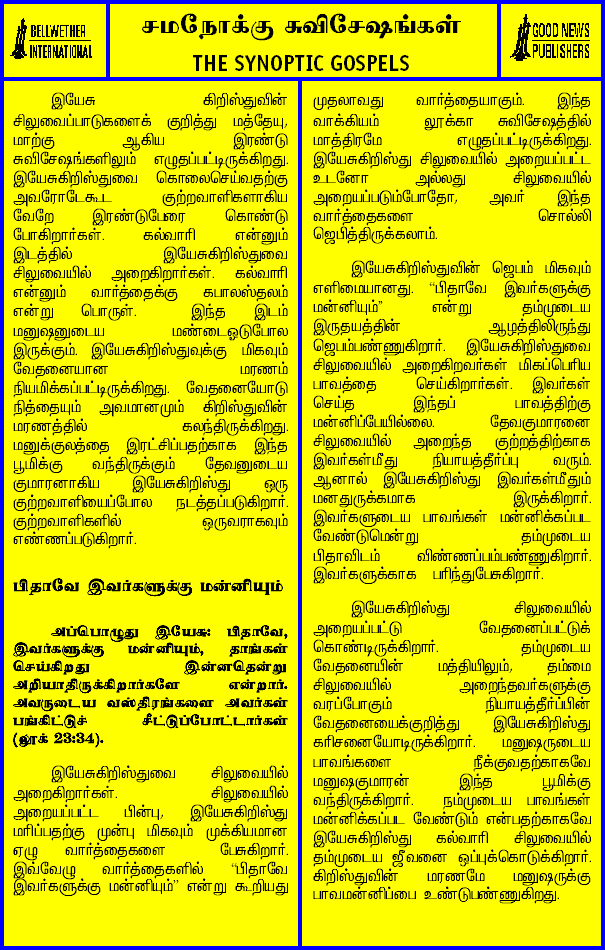 BELLWETHER
INTERNATIONAL
சமநோக்கு சுவிசேஷங்கள்
THE SYNOPTIC GOSPELS
GOOD NEWS
PUBLISHERS
இயேசு கிறிஸ்துவின்
சிலுவைப்பாடுகளைக் குறித்து மத்தேயு,
மாற்கு ஆகிய இரண்டு
சுவிசேஷங்களிலும் எழுதப்பட்டிருக்கிறது.
இயேசுகிறிஸ்துவை கொலைசெய்வதற்கு
அவரோடேகூட குற்றவாளிகளாகிய
வேறே இரண்டுபேரை கொண்டு
போகிறார்கள். கல்வாரி என்னும்
இடத்தில் இயேசுகிறிஸ்துவை
சிலுவையில் அறைகிறார்கள். கல்வாரி
என்னும் வார்த்தைக்கு கபாலஸ்தலம்
என்று பொருள். இந்த இடம்
மனுஷனுடைய மண்டைஓடுபோல
இருக்கும். இயேசுகிறிஸ்துவுக்கு மிகவும்
வேதனையான மரணம்
நியமிக்கப்பட்டிருக்கிறது. வேதனையோடு
நிந்தையும் அவமானமும் கிறிஸ்துவின்
மரணத்தில் கலந்திருக்கிறது.
மனுக்குலத்தை இரட்சிப்பதற்காக இந்த
பூமிக்கு வந்திருக்கும் தேவனுடைய
குமாரனாகிய இயேசுகிறிஸ்து ஒரு
குற்றவாளியைப்போல நடத்தப்படுகிறார்.
குற்றவாளிகளில் ஒருவராகவும்
எண்ணப்படுகிறார்.
பிதாவே இவர்களுக்கு மன்னியும்
அப்பொழுது இயேசு: பிதாவே,
இவர்களுக்கு மன்னியும், தாங்கள்
செய்கிறது இன்னதென்று
அறியாதிருக்கிறார்களே என்றார்.
அவருடைய வஸ்திரங்களை அவர்கள்
பங்கிட்டுச் சீட்டுப்போட்டார்கள்
(லூக் 23:34).
இயேசுகிறிஸ்துவை சிலுவையில்
அறைகிறார்கள். சிலுவையில்
அறையப்பட்ட பின்பு, இயேசுகிறிஸ்து
மரிப்பதற்கு முன்பு மிகவும் முக்கியமான
ஏழு வார்த்தைகளை பேசுகிறார்.
இவ்வேழு வார்த்தைகளில் “பிதாவே
இவர்களுக்கு மன்னியும்” என்று கூறியது
முதலாவது வார்த்தையாகும். இந்த
வாக்கியம் லூக்கா சுவிசேஷத்தில்
மாத்திரமே எழுதப்பட்டிருக்கிறது.
இயேசுகிறிஸ்து சிலுவையில் அறையப்பட்ட
உடனோ அல்லது சிலுவையில்
அறையப்படும்போதோ, அவர் இந்த
வார்த்தைகளை சொல்லி
ஜெபித்திருக்கலாம்.
இயேசுகிறிஸ்துவின் ஜெபம் மிகவும்
எளிமையானது. “பிதாவே இவர்களுக்கு
மன்னியும்” என்று தம்முடைய
இருதயத்தின் ஆழத்திலிருந்து
ஜெபம்பண்ணுகிறார். இயேசுகிறிஸ்துவை
சிலுவையில் அறைகிறவர்கள் மிகப்பெரிய
பாவத்தை செய்கிறார்கள். இவர்கள்
செய்த இந்தப் பாவத்திற்கு
மன்னிப்பேயில்லை. தேவகுமாரனை
சிலுவையில் அறைந்த குற்றத்திற்காக
இவர்கள்மீது நியாயத்தீர்ப்பு வரும்.
ஆனால் இயேசுகிறிஸ்து இவர்கள்மீதும்
மனதுருக்கமாக இருக்கிறார்.
இவர்களுடைய பாவங்கள் மன்னிக்கப்பட
வேண்டுமென்று தம்முடைய
பிதாவிடம் விண்ணப்பம்பண்ணுகிறார்.
இவர்களுக்காக பரிந்துபேசுகிறார்.
இயேசுகிறிஸ்து சிலுவையில்
அறையப்பட்டு வேதனைப்பட்டுக்
கொண்டிருக்கிறார். தம்முடைய
வேதனையின் மத்தியிலும், தம்மை
சிலுவையில் அறைந்தவர்களுக்கு
வரப்போகும் நியாயத்தீர்ப்பின்
வேதனையைக்குறித்து இயேசுகிறிஸ்து
கரிசனையோடிருக்கிறார். மனுஷருடைய
பாவங்களை நீக்குவதற்காகவே
மனுஷகுமாரன் இந்த பூமிக்கு
வந்திருக்கிறார். நம்முடைய பாவங்கள்
மன்னிக்கப்பட வேண்டும் என்பதற்காகவே
இயேசுகிறிஸ்து கல்வாரி சிலுவையில்
தம்முடைய ஜீவனை ஒப்புக்கொடுக்கிறார்.
கிறிஸ்துவின் மரணமே மனுஷருக்கு
பாவமன்னிப்பை உண்டுபண்ணுகிறது.